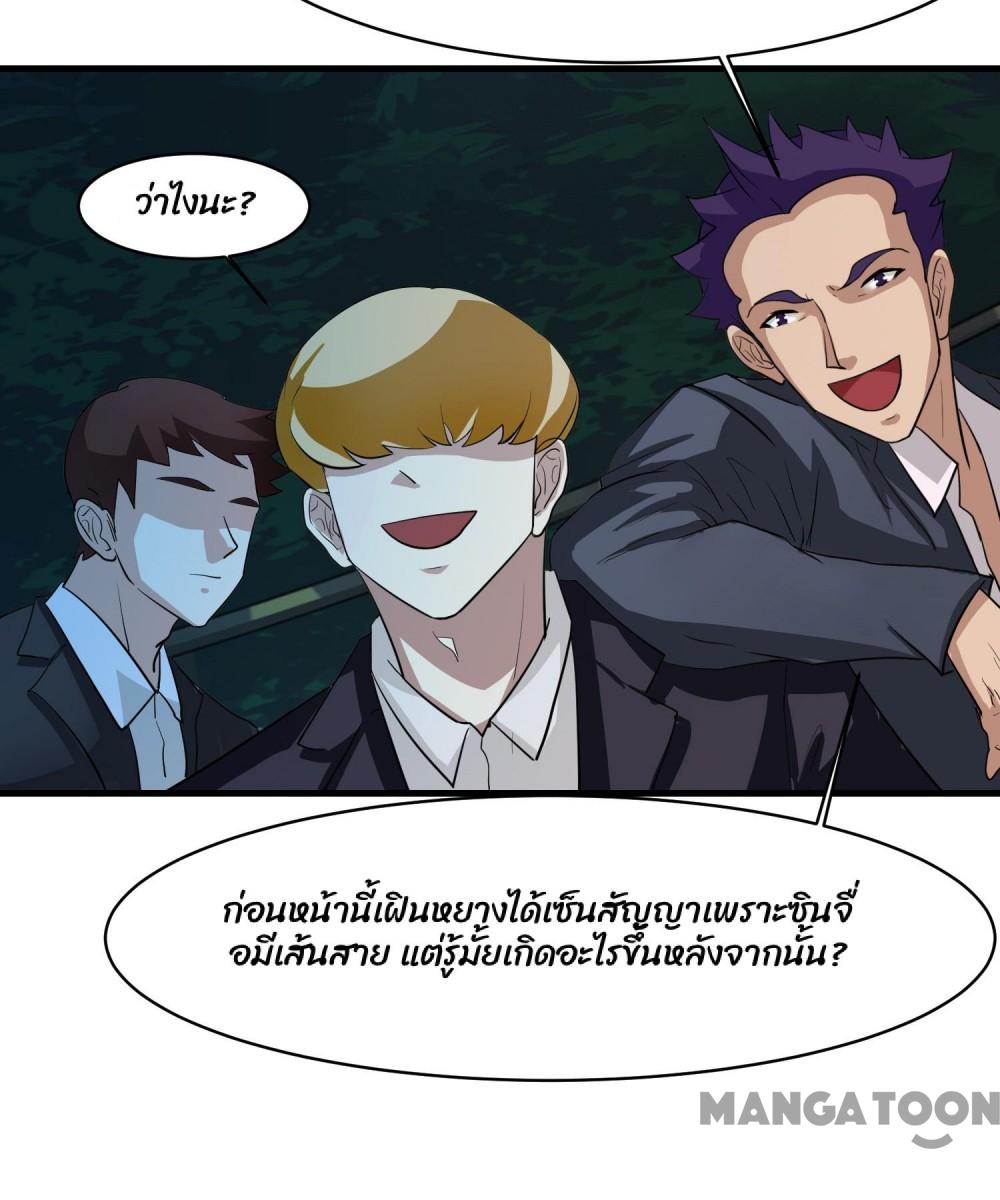 ว่าไงนะ?
ก่อนหน้านี้เฝินหยางได้เซ็นสัญญาเพราะซินจื่
อมีเส้นสาย แต่รู้มั้ยเกิดอะไรขึ้นหลังจากนั้น?
MANGA TOON